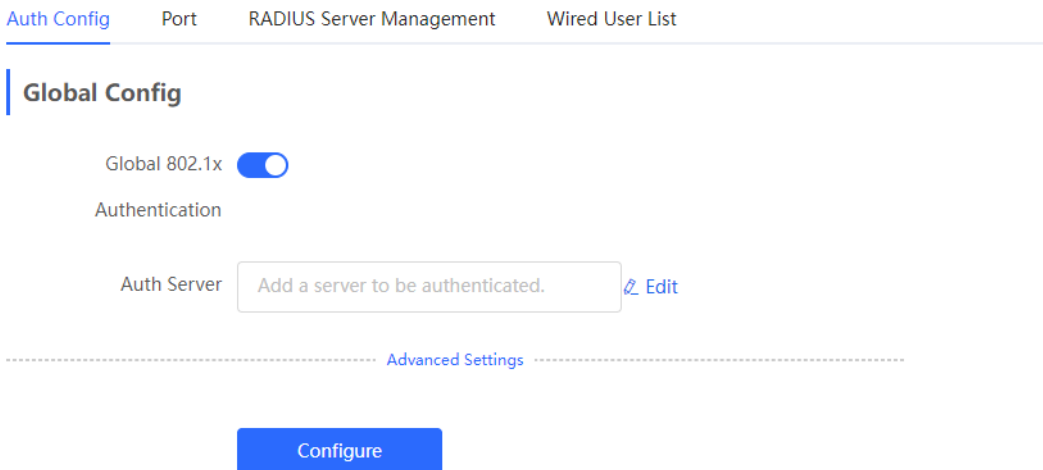 Auth Config Port RADIUS Server Management Wired User List
Global Config
Global 802.1x
Authentication
Auth Server Add a server to be authenticated. Edit
Advanced Settings
Configure